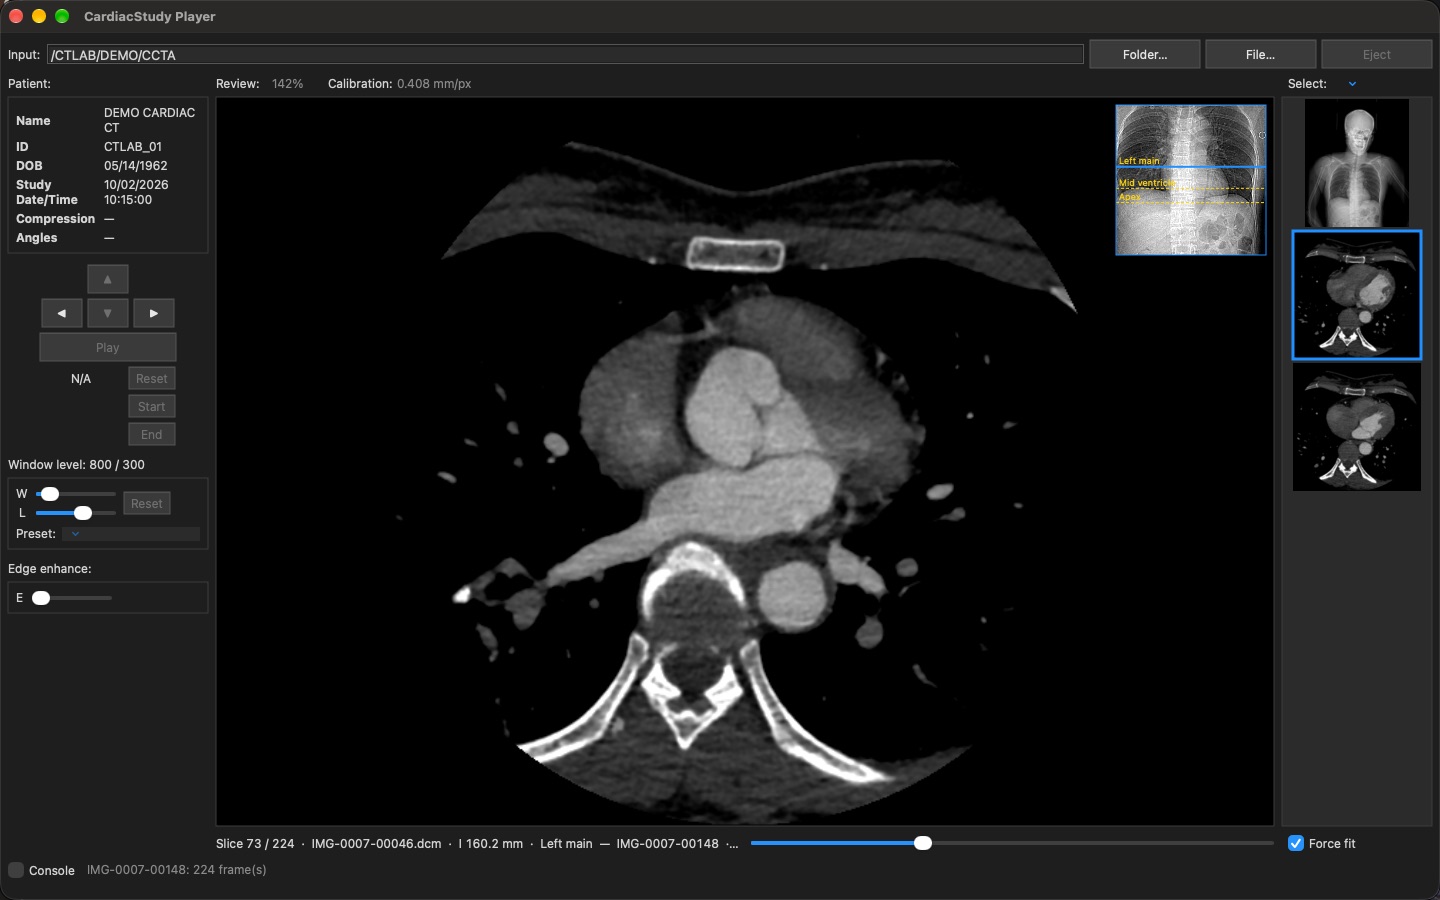 CardiacStudy Player
Input: /CTLAB/DEMO/CCTA Folder... File... Eject
Patient: Review: 142% Calibration: 0.408 mm/px Select:
Name DEMO CARDIAC CT
ID CTLAB_01
DOB 05/14/1962
Study Date/Time 10/02/2026 10:15:00
Compression —
Angles —
Play
N/A Reset
Start
End
Window level: 800 / 300
W
L
Reset
Preset:
Edge enhance:
E
Left main
Mid ventricle
Apex
Slice 73 / 224 · IMG-0007-00046.dcm · I 160.2 mm · Left main — IMG-0007-00148 ·... Force fit
Console IMG-0007-00148: 224 frame(s)